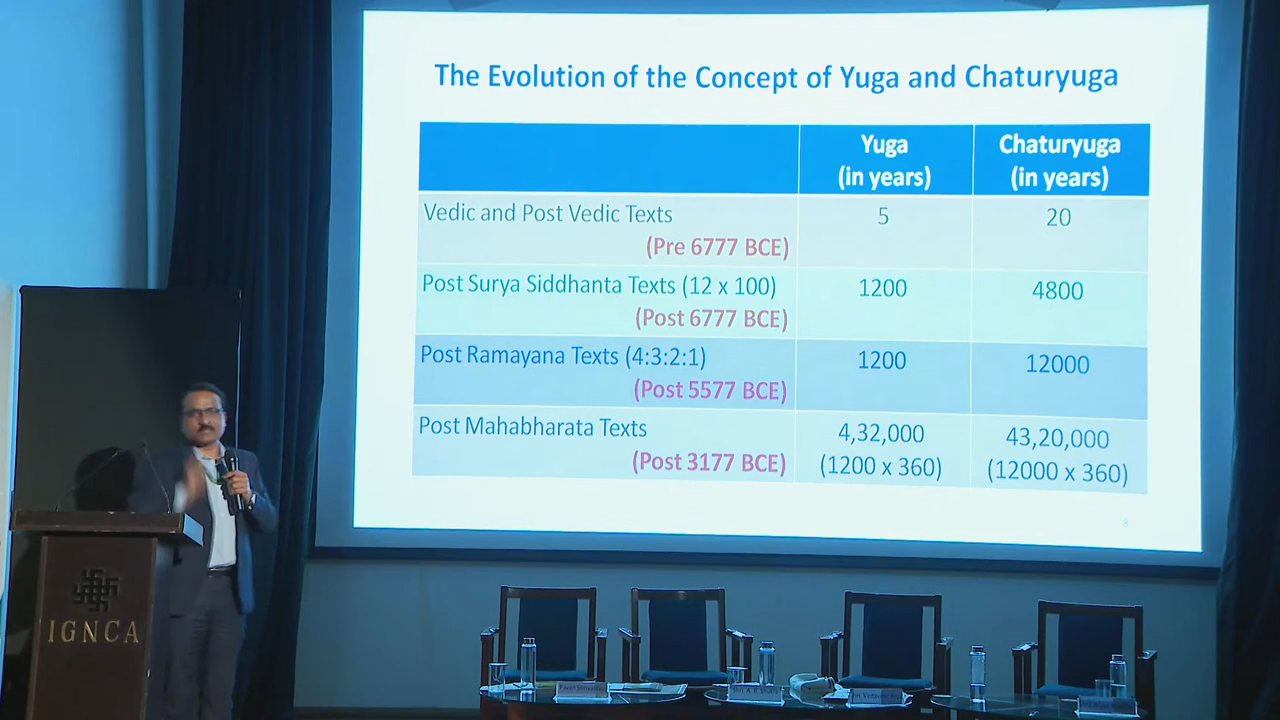 The Evolution of the Concept of Yuga and Chaturyuga
Yuga
(in years)
Chaturyuga
(in years)
Vedic and Post Vedic Texts
(Pre 6777 BCE)
5
20
Post Surya Siddhanta Texts (12 x 100)
(Post 6777 BCE)
1200
4800
Post Ramayana Texts (4:3:2:1)
(Post 5577 BCE)
1200
12000
Post Mahabharata Texts
(Post 3177 BCE)
4,32,000
(1200 x 360)
43,20,000
(12000 x 360)
8
IGNCA